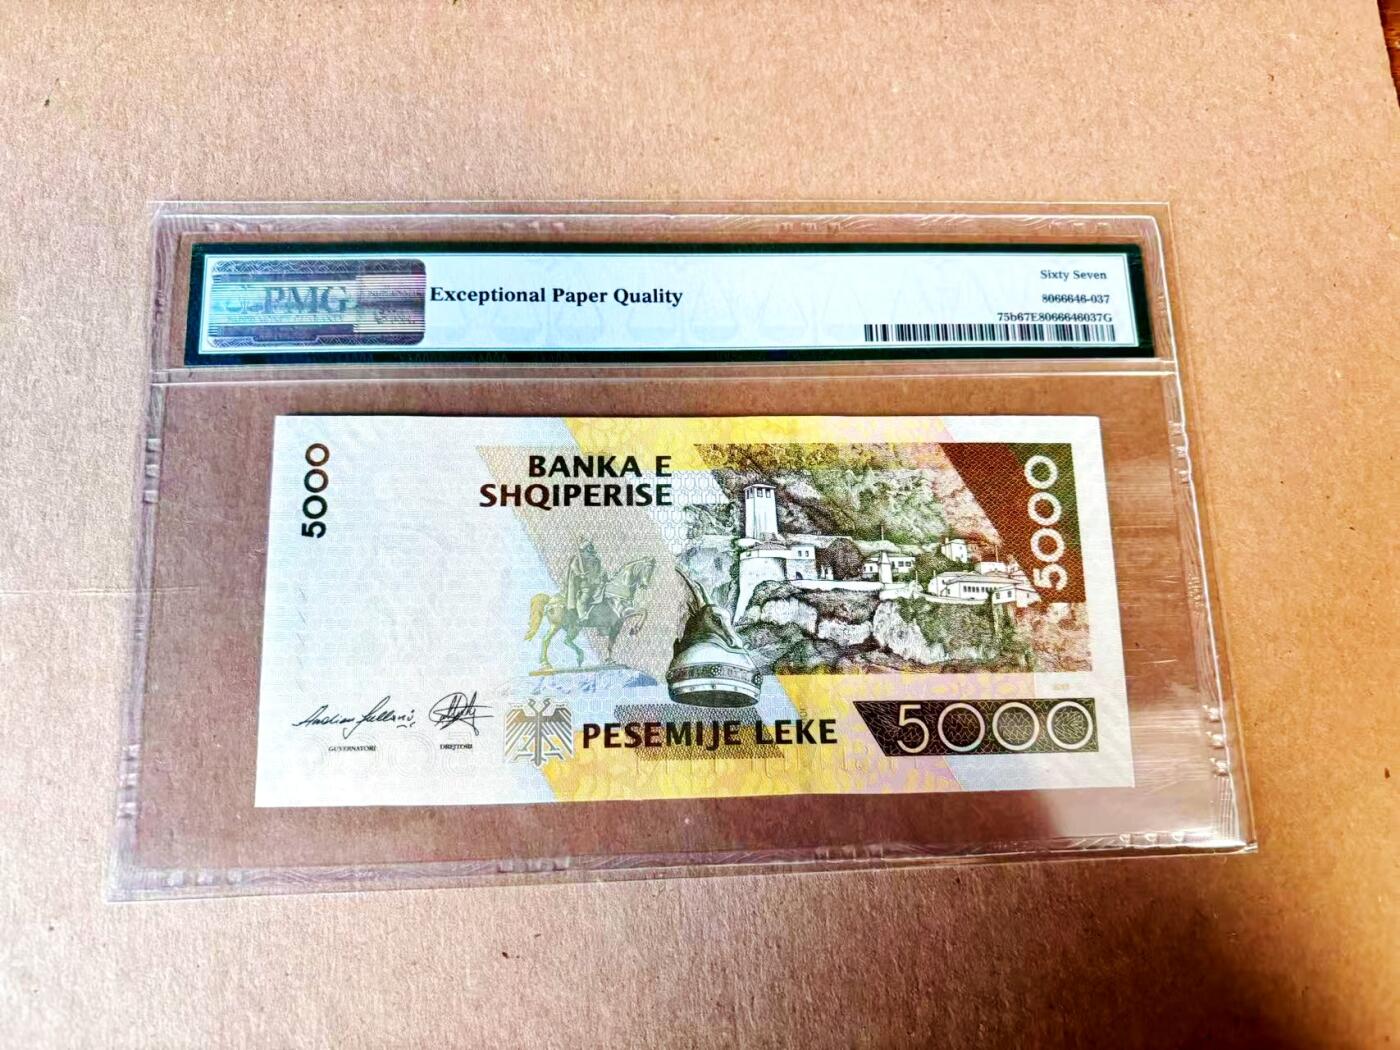 PMG
Exceptional Paper Quality
Sixty Seven
8066646-037
75b67E8066646037G
5000
BANKA E
SHQIPERISE
5000
GUVERNATORI
DREJTORI
PESEMIJE LEKE
5000